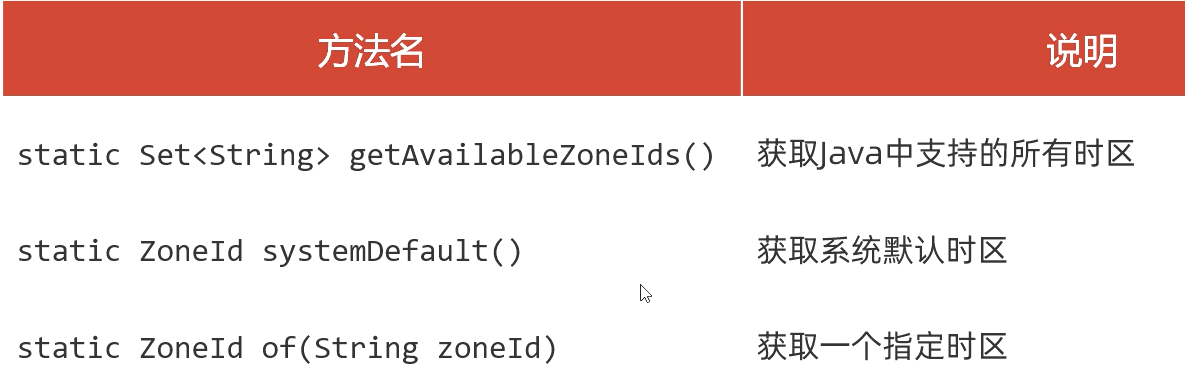 方法名 说明
static Set<String> getAvailableZoneIds() 获取Java中支持的所有时区
static ZoneId systemDefault() 获取系统默认时区
static ZoneId of(String zoneId) 获取一个指定时区